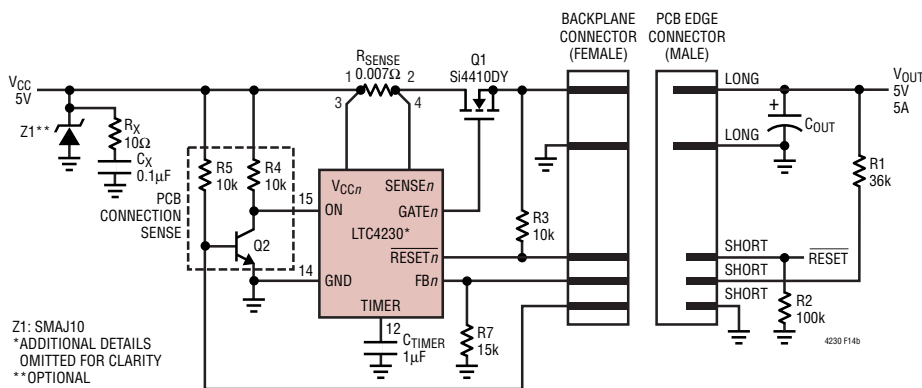 BACKPLANE
CONNECTOR
(FEMALE)
PCB EDGE
CONNECTOR
(MALE)
RSENSE
0.007Ω
Q1
Si4410DY
VCC
5V
1
2
3
4
LONG
VOUT
5V
5A
Z1**
RX
10Ω
CX
0.1µF
+
COUT
LONG
R5
10k
R4
10k
R1
36k
PCB
CONNECTION
SENSE
Q2
15
14
VCCn
SENSEn
ON
GATEn
LTC4230*
RESETn
GND
FBn
TIMER
R3
10k
SHORT
RESET
SHORT
SHORT
R2
100k
12
CTIMER
1µF
R7
15k
Z1: SMAJ10
*ADDITIONAL DETAILS
OMITTED FOR CLARITY
**OPTIONAL
4230 F14b